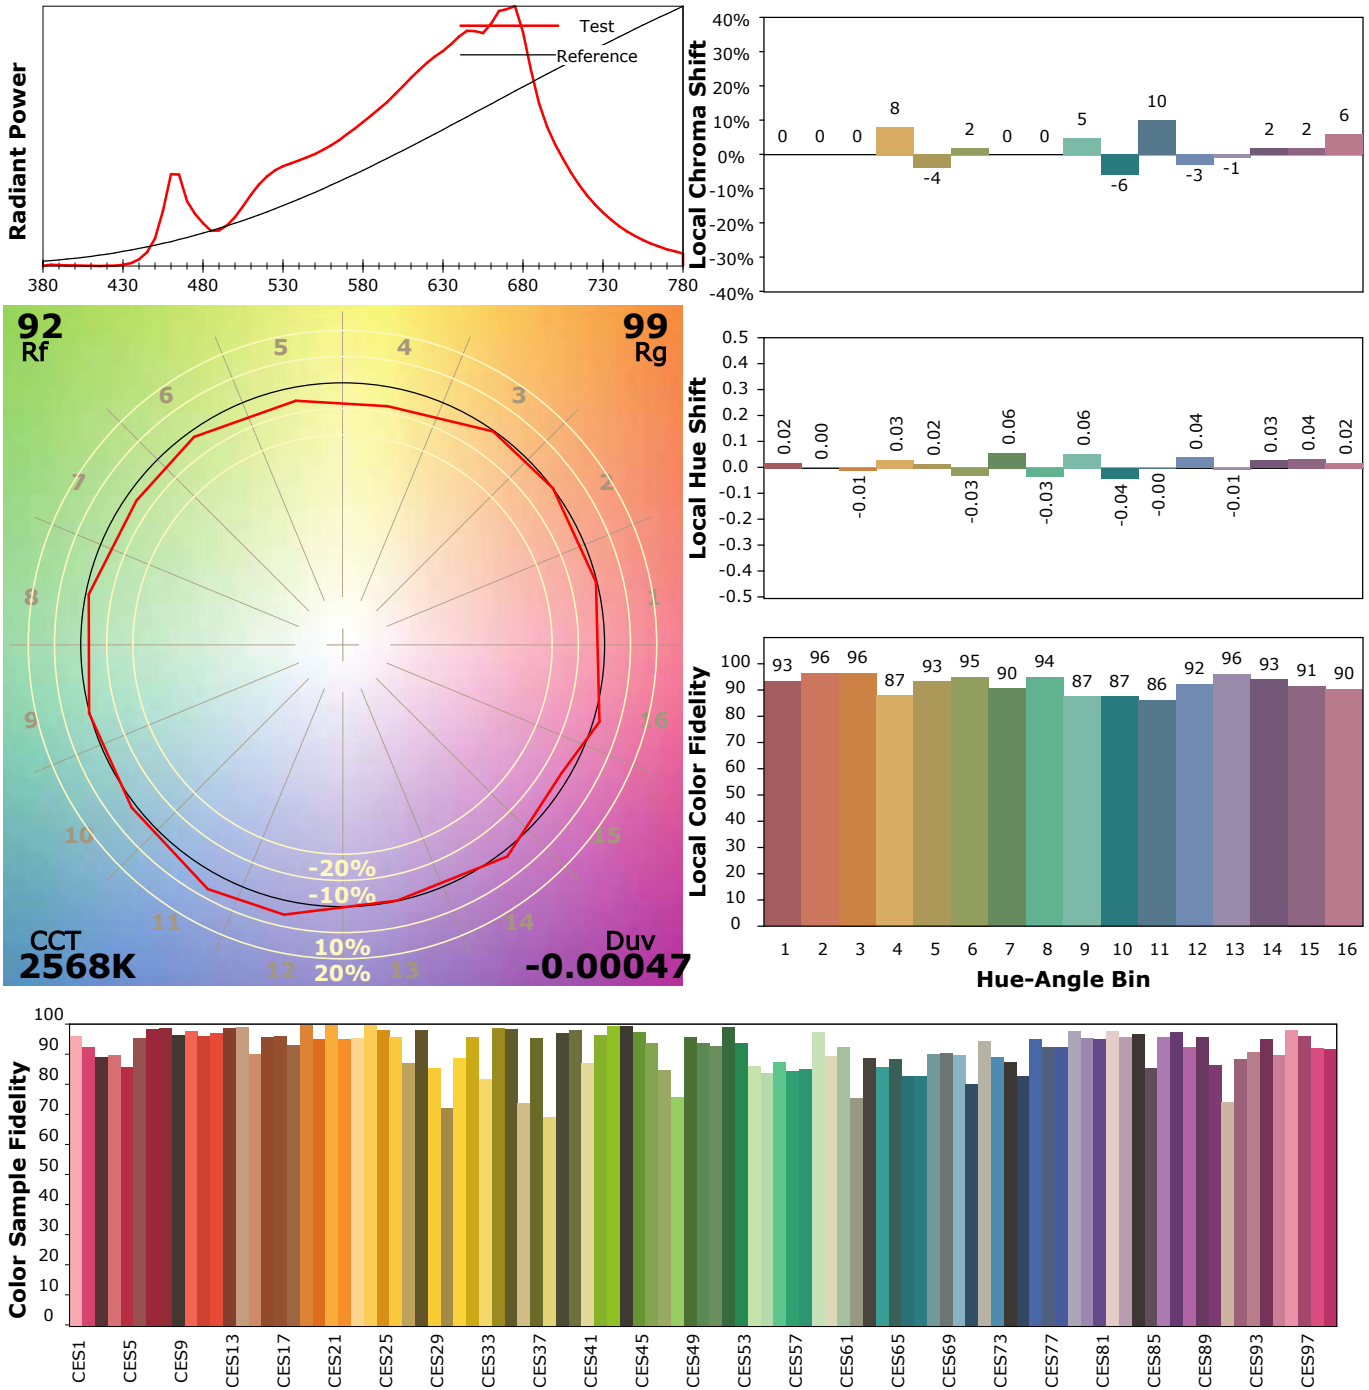 Radiant Power
Test
Reference
380 430 480 530 580 630 680 730 780
Local Chroma Shift
40%
30%
20%
10%
0%
-10%
-20%
-30%
-40%
0 0 0 8 -4 2 0 0 5 -6 10 -3 -1 2 2 6
92
Rf
99
Rg
CCT
2568K
Duv
-0.00047
1 2 3 4 5 6 7 8 9 10 11 12 13 14 15 16
-20%
-10%
10%
20%
Local Hue Shift
0.5
0.4
0.3
0.2
0.1
0.0
-0.1
-0.2
-0.3
-0.4
-0.5
0.02 0.00 -0.01 0.03 0.02 -0.03 0.06 -0.03 0.06 -0.04 -0.00 0.04 -0.01 0.03 0.04 0.02
Local Color Fidelity
100
90
80
70
60
50
40
30
20
10
0
93 96 96 87 93 95 90 94 87 87 86 92 96 93 91 90
1 2 3 4 5 6 7 8 9 10 11 12 13 14 15 16
Hue-Angle Bin
Color Sample Fidelity
100
90
80
70
60
50
40
30
20
10
0
CES1 CES5 CES9 CES13 CES17 CES21 CES25 CES29 CES33 CES37 CES41 CES45 CES49 CES53 CES57 CES61 CES65 CES69 CES73 CES77 CES81 CES85 CES89 CES93 CES97